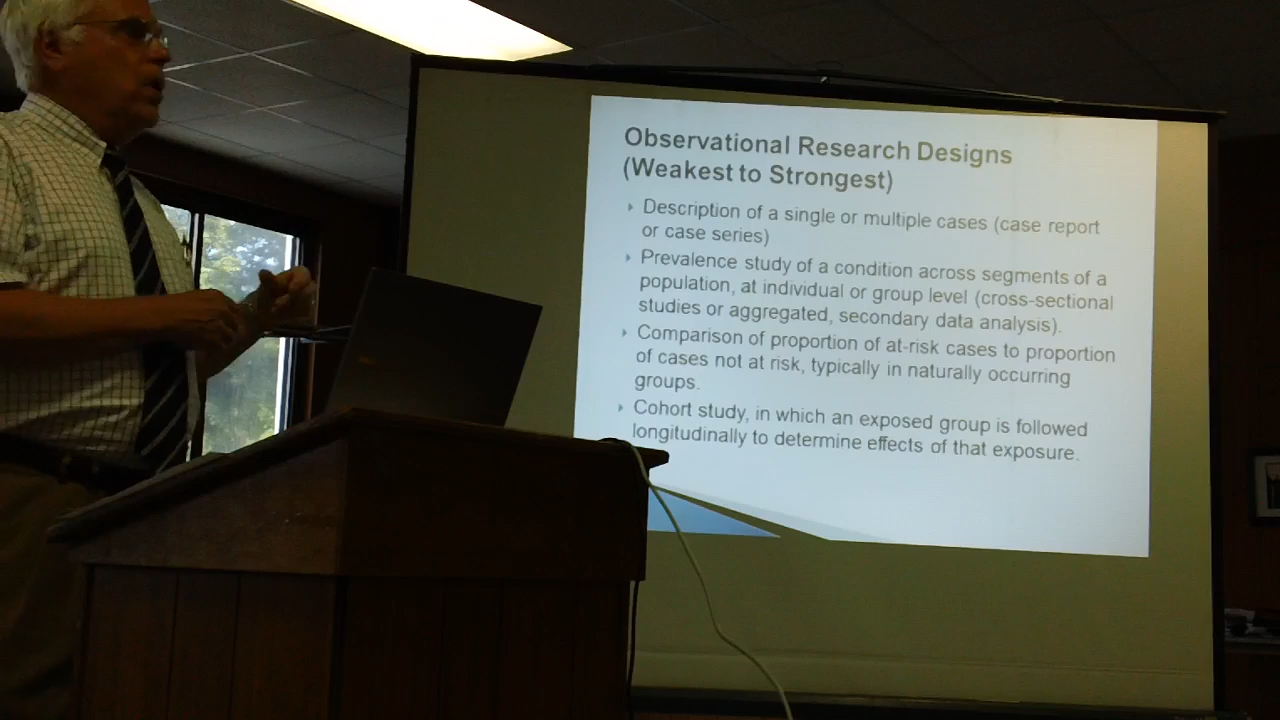 Observational Research Designs
(Weakest to Strongest)
Description of a single or multiple cases (case report
or case series)
Prevalence study of a condition across segments of a
population, at individual or group level (cross-sectional
studies or aggregated, secondary data analysis).
Comparison of proportion of at-risk cases to proportion
of cases not at risk, typically in naturally occurring
groups.
Cohort study, in which an exposed group is followed
longitudinally to determine effects of that exposure.